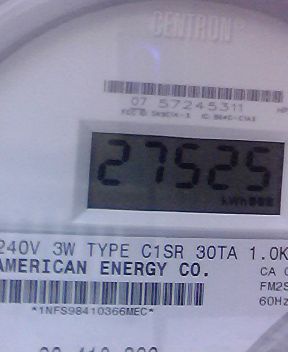 CENTRON
07 57245311
27525
kWh
240V 3W TYPE C1SR 30TA 1.0K
AMERICAN ENERGY CO.
CA
FM2S
60Hz
*1NFS98410366MEC*